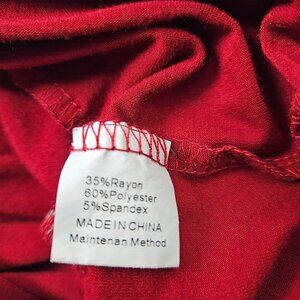 35%Rayon
60%Polyester
5%Spandex
MADE IN CHINA
Maintenan Method